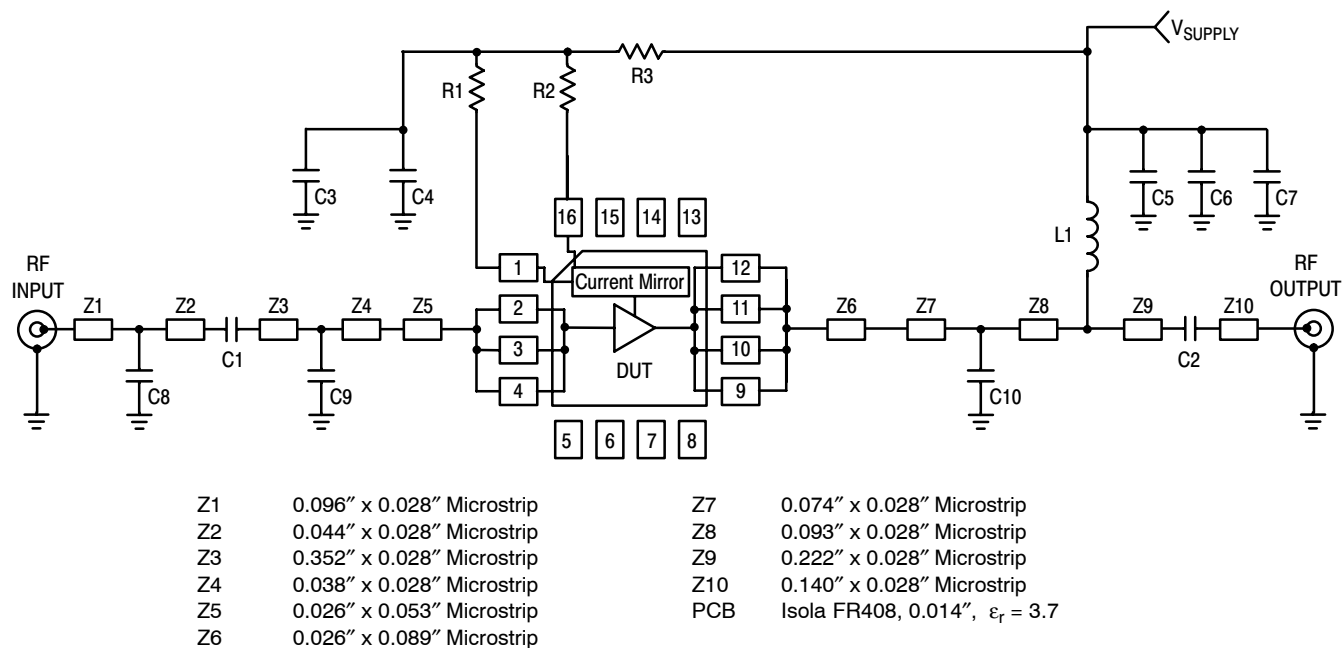 V_SUPPLY
R3
R1
R2
C3
C4
C5
C6
C7
16
15
14
13
L1
1
Current Mirror
12
RF
INPUT
RF
OUTPUT
Z1
Z2
Z3
Z4
Z5
2
11
Z6
Z7
Z8
Z9
Z10
C1
3
DUT
10
C2
C8
C9
4
9
C10
5
6
7
8
Z1 0.096″ x 0.028″ Microstrip
Z2 0.044″ x 0.028″ Microstrip
Z3 0.352″ x 0.028″ Microstrip
Z4 0.038″ x 0.028″ Microstrip
Z5 0.026″ x 0.053″ Microstrip
Z6 0.026″ x 0.089″ Microstrip
Z7 0.074″ x 0.028″ Microstrip
Z8 0.093″ x 0.028″ Microstrip
Z9 0.222″ x 0.028″ Microstrip
Z10 0.140″ x 0.028″ Microstrip
PCB Isola FR408, 0.014″, εr = 3.7